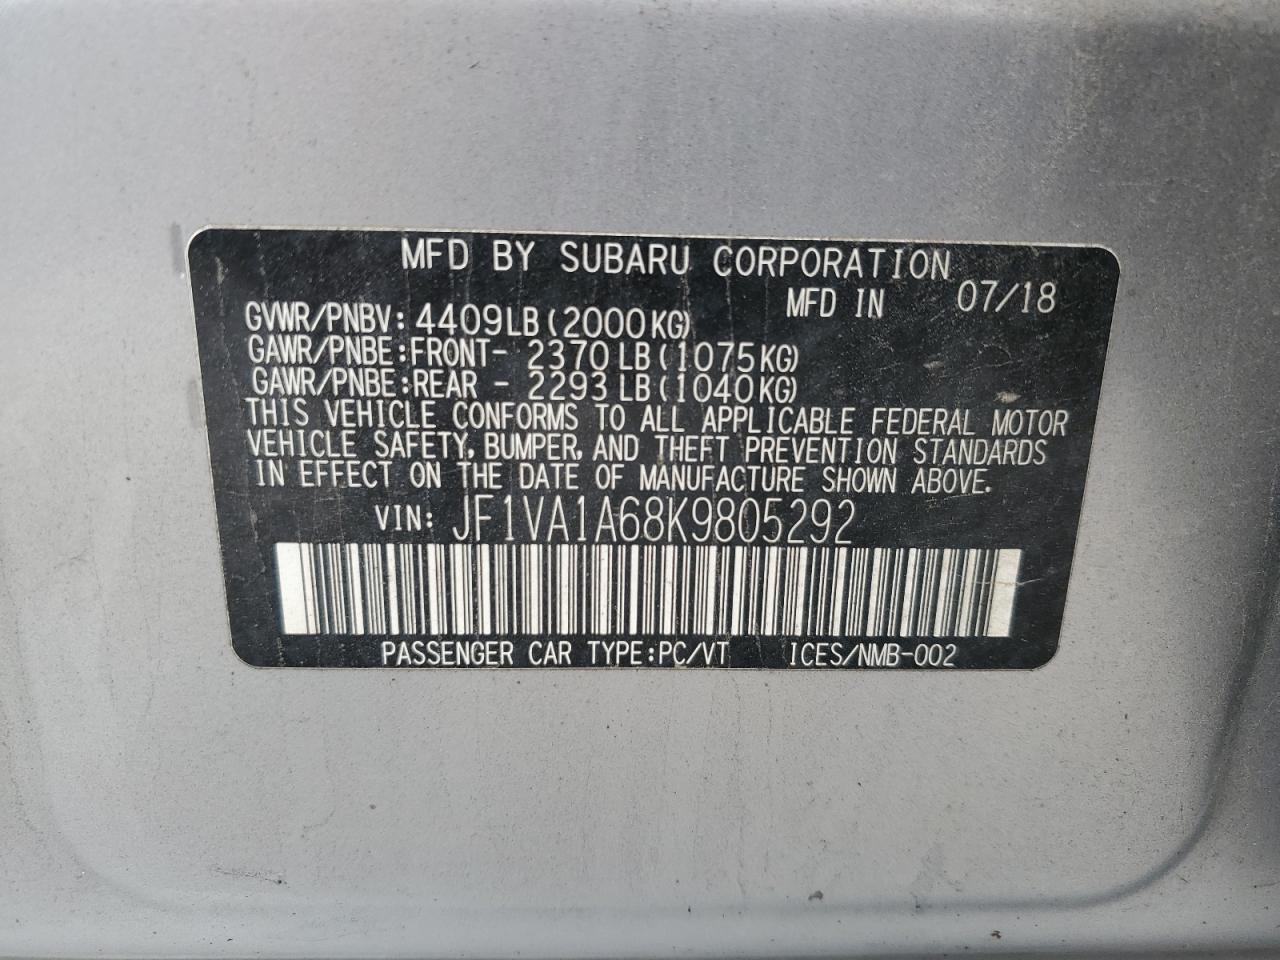 MFD BY SUBARU CORPORATION
MFD IN 07/18
GVWR/PNBV: 4409LB(2000KG)
GAWR/PNBE:FRONT- 2370LB(1075KG)
GAWR/PNBE:REAR - 2293LB(1040KG)
THIS VEHICLE CONFORMS TO ALL APPLICABLE FEDERAL MOTOR
VEHICLE SAFETY, BUMPER, AND THEFT PREVENTION STANDARDS
IN EFFECT ON THE DATE OF MANUFACTURE SHOWN ABOVE.
VIN: JF1VA1A68K9805292
PASSENGER CAR TYPE:PC/VT ICES/NMB-002